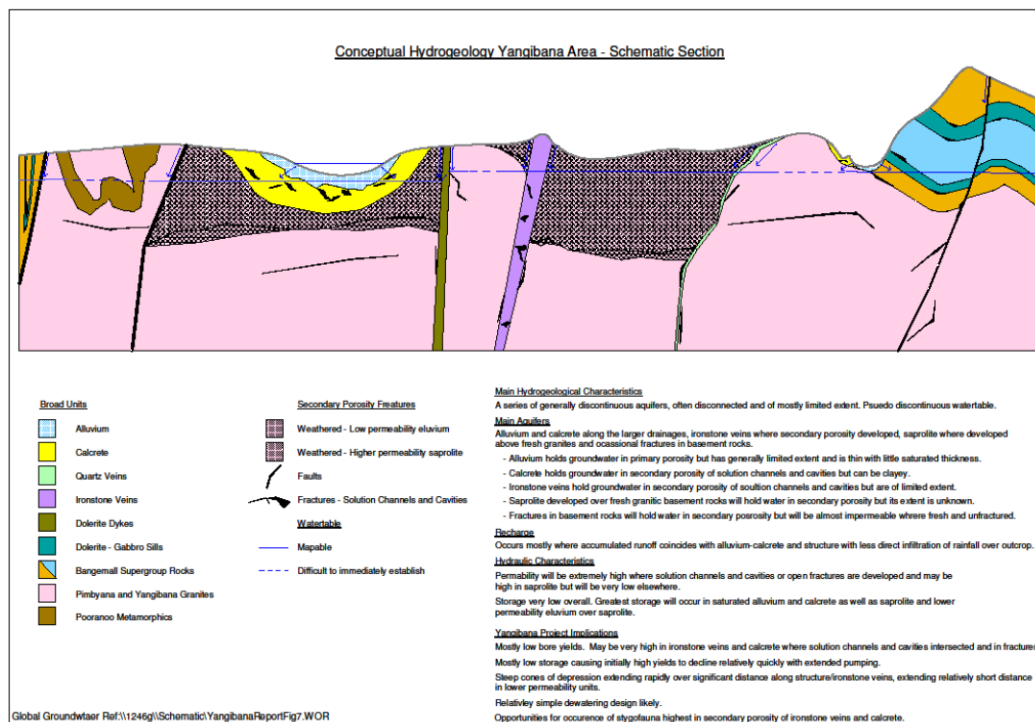 Conceptual Hydrogeology Yangibana Area - Schematic Section
Broad Units
Alluvium
Calcrete
Quartz Veins
Ironstone Veins
Dolerite Dykes
Dolerite - Gabbro Sills
Bangemall Supergroup Rocks
Pimbyana and Yangibana Granites
Pooranoo Metamorphics
Secondary Porosity Freatures
Weathered - Low permeability eluvium
Weathered - Higher permeability saprolite
Faults
Fractures - Solution Channels and Cavities
Watertable
Mapable
Difficult to immediately establish
Main Hydrogeological Characteristics
A series of generally discontinuous aquifers, often disconnected and of mostly limited extent. Psuedo discontinuous watertable.
Main Aquifers
Alluvium and calcrete along the larger drainages, ironstone veins where secondary porosity developed, saprolite where developed
above fresh granites and ocassional fractures in basement rocks.
- Alluvium holds groundwater in primary porosity but has generally limited extent and is thin with little saturated thickness.
- Calcrete holds groundwater in secondary porosity of solution channels and cavities but can be clayey.
- Ironstone veins hold groundwater in secondary porosity of soultion channels and cavities but are of limited extent.
- Saprolite developed over fresh granitic basement rocks will hold water in secondary porosity but its extent is unknown.
- Fractures in basement rocks will hold water in secondary posrosity but will be almost impermeable whrere fresh and unfractured.
Recharge
Occurs mostly where accumulated runoff coincides with alluvium-calcrete and structure with less direct infiltration of rainfall over outcrop.
Hydraulic Characteristics
Permability will be extremely high where solution channels and cavities or open fractures are developed and may be
high in saprolite but will be very low elsewhere.
Storage very low overall. Greatest storage will occur in saturated alluvium and calcrete as well as saprolite and lower
permeability eluvium over saprolite.
Yangibana Project Implications
Mostly low bore yields. May be very high in ironstone veins and calcrete where solution channels and cavities intersected and in fracture
Mostly low storage causing initially high yields to decline relatively quickly with extended pumping.
Steep cones of depression extending rapidly over significant distance along structure/ironstone veins, extending relatively short distance
in lower permeability units.
Relativley simple dewatering design likely.
Opportunities for occurence of stygofauna highest in secondary porosity of ironstone veins and calcrete.
Global Groundwtaer Ref:\\1246g\\Schematic\YangibanaReportFig7.WOR